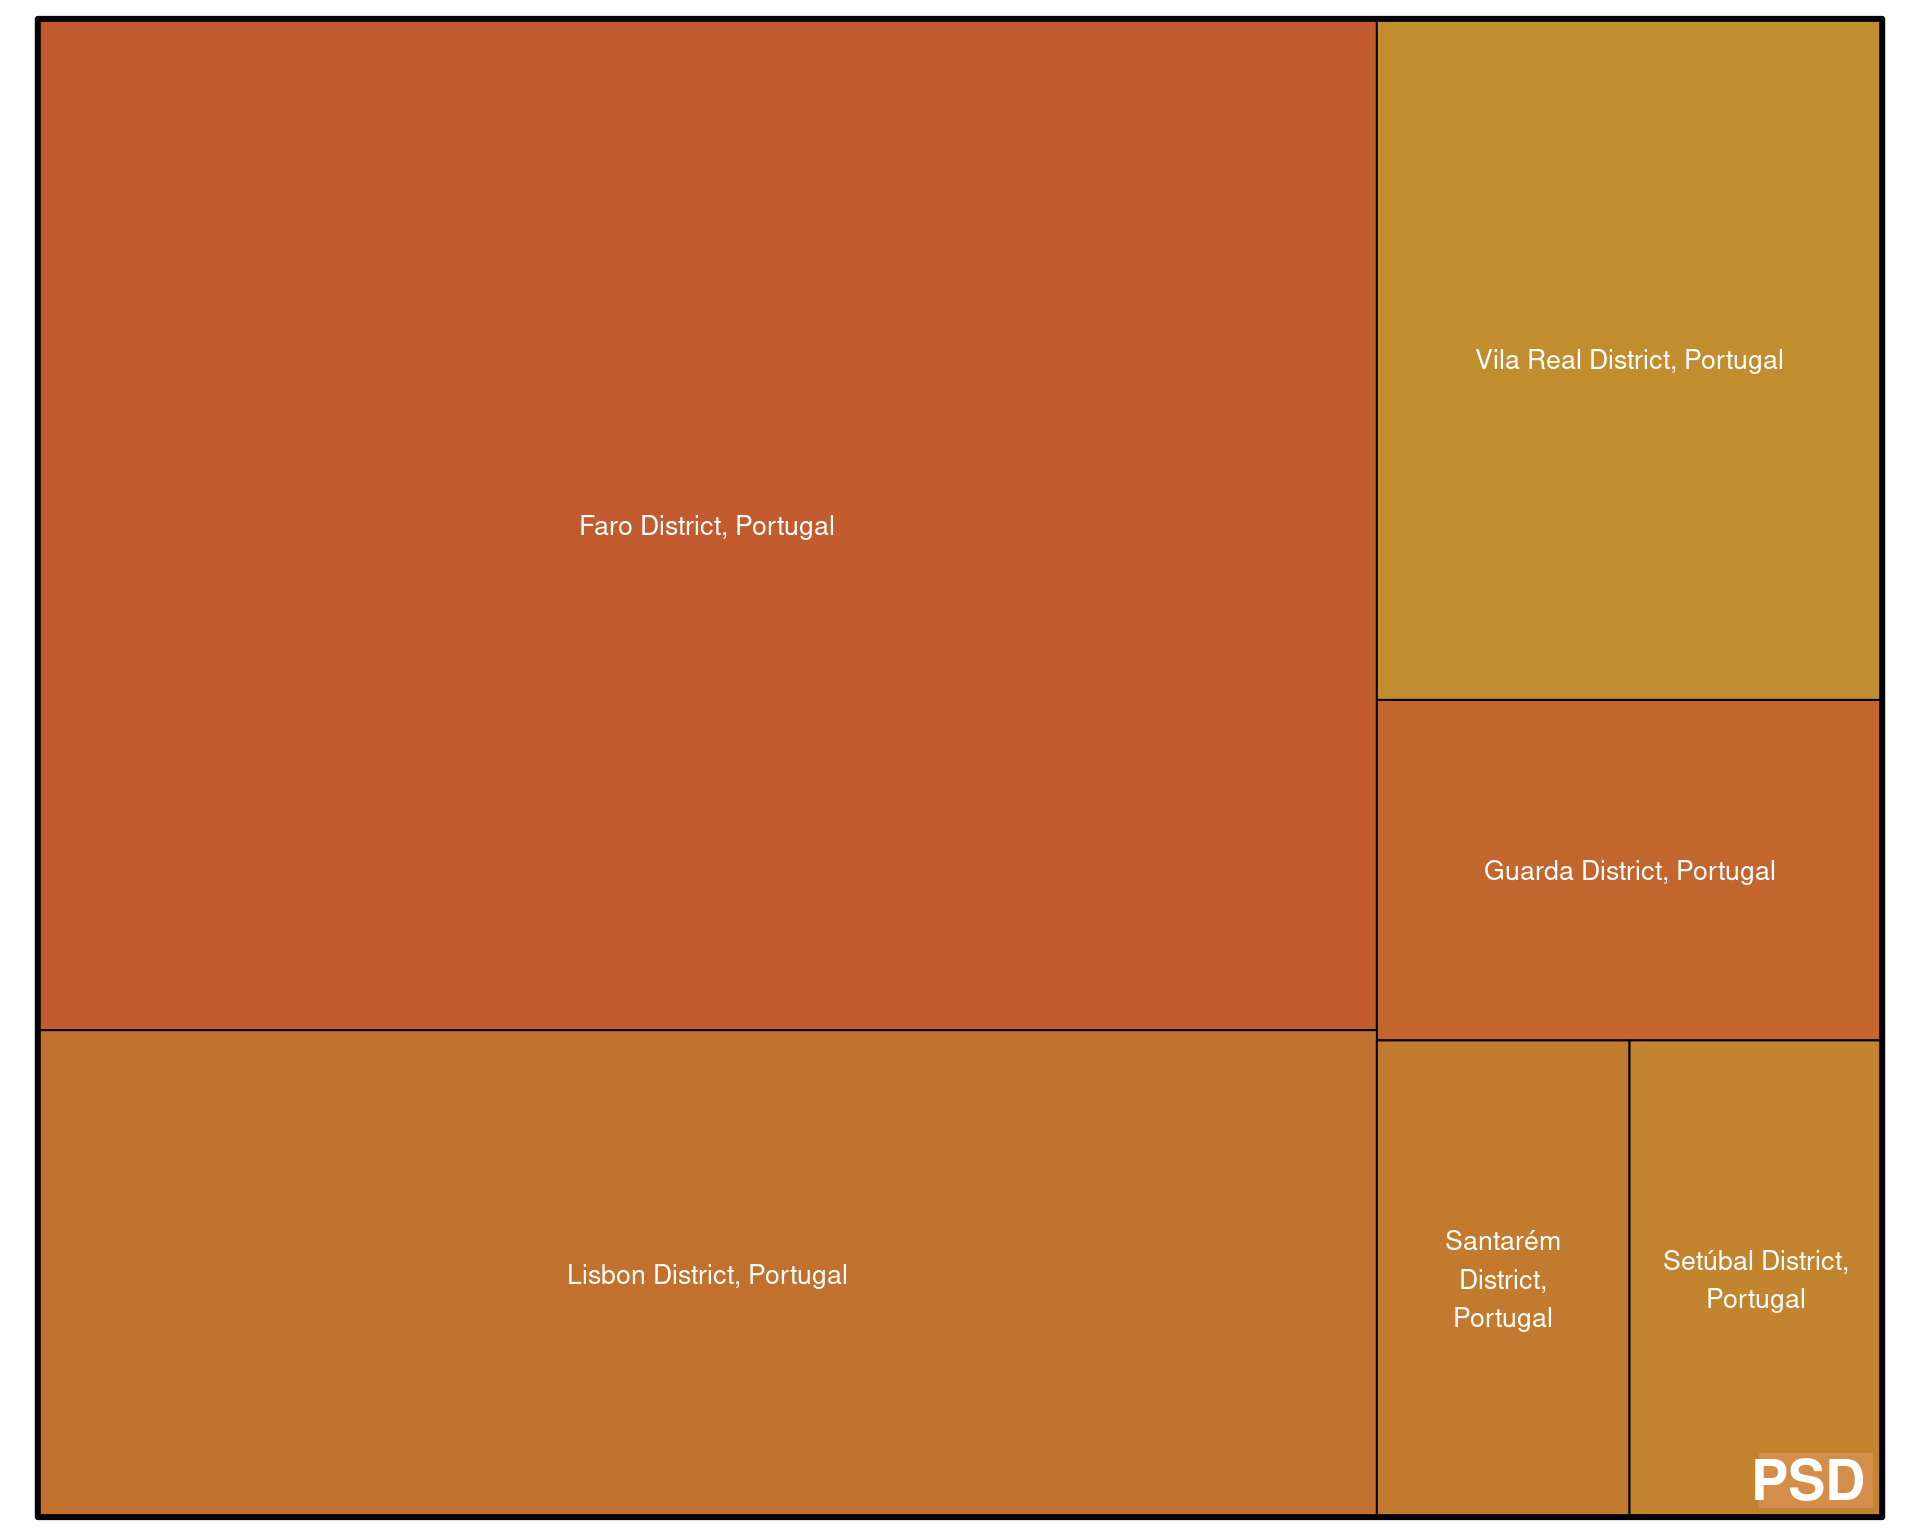 Faro District, Portugal
Lisbon District, Portugal
Vila Real District, Portugal
Guarda District, Portugal
Santarém
District,
Portugal
Setúbal District,
Portugal
PSD